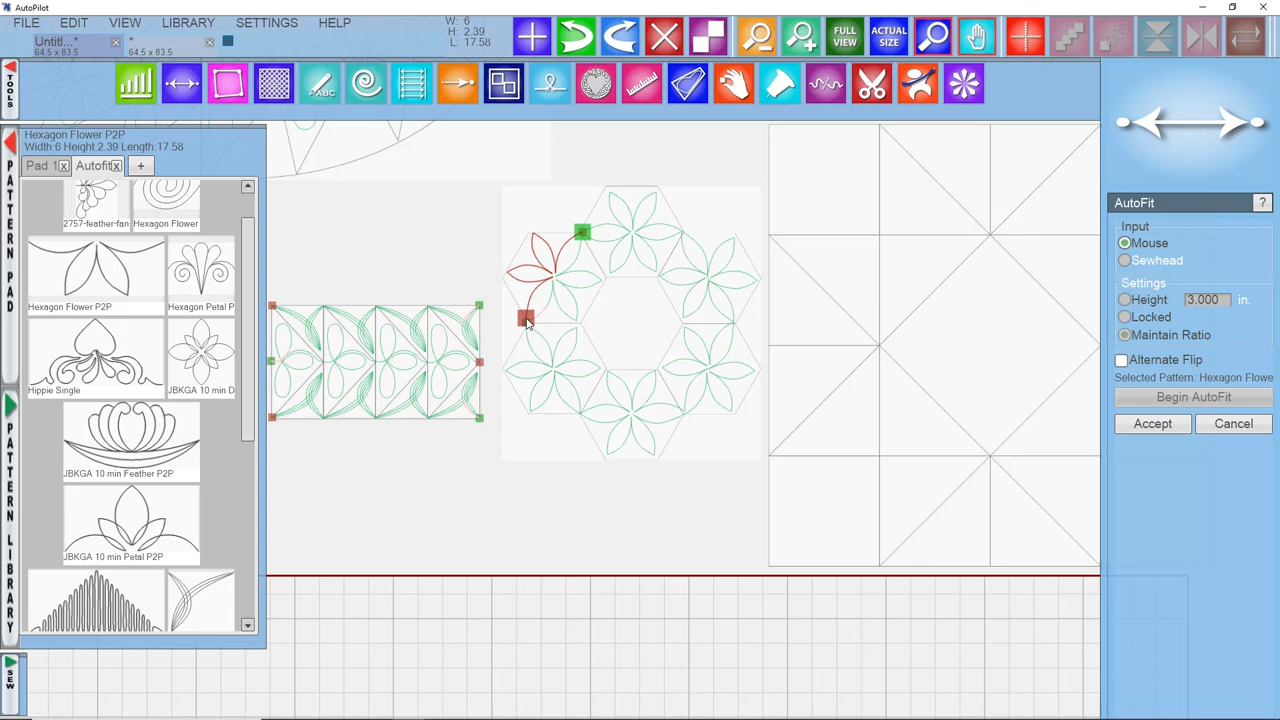 AutoPilot
FILE EDIT VIEW LIBRARY SETTINGS HELP
W: 6
H: 2.39
L: 17.58
Untitl...* x
64.5 x 83.5
* x
64.5 x 83.5
FULL VIEW
ACTUAL SIZE
TOOLS
ABC
Hexagon Flower P2P
Width:6 Height:2.39 Length:17.58
Pad 1 x Autofit x +
PATTERN PAD
2757-feather-fan Hexagon Flower
Hexagon Flower P2P Hexagon Petal P
Hippie Single JBKGA 10 min D
JBKGA 10 min Feather P2P
JBKGA 10 min Petal P2P
PATTERN LIBRARY
SEW
AutoFit ?
Input
Mouse
Sewhead
Settings
Height 3.000 in.
Locked
Maintain Ratio
Alternate Flip
Selected Pattern: Hexagon Flowe
Begin AutoFit
Accept Cancel